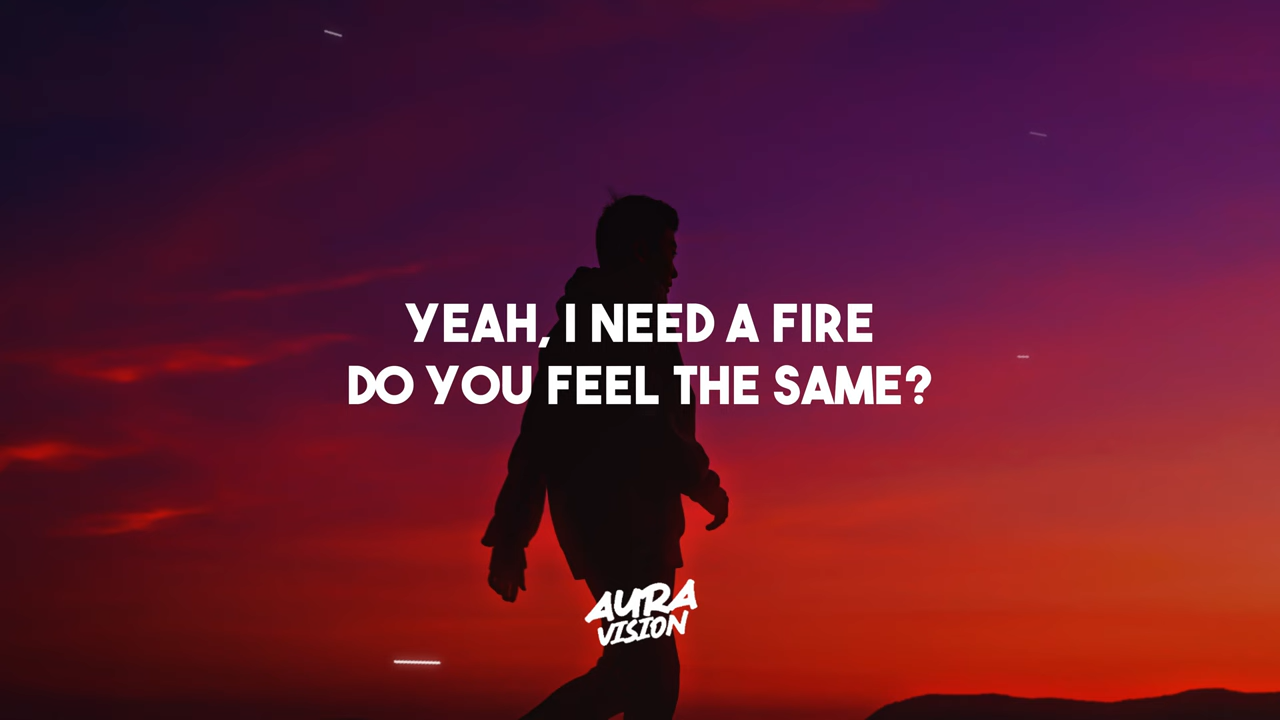 YEAH, I NEED A FIRE
DO YOU FEEL THE SAME?
AURA
VISION